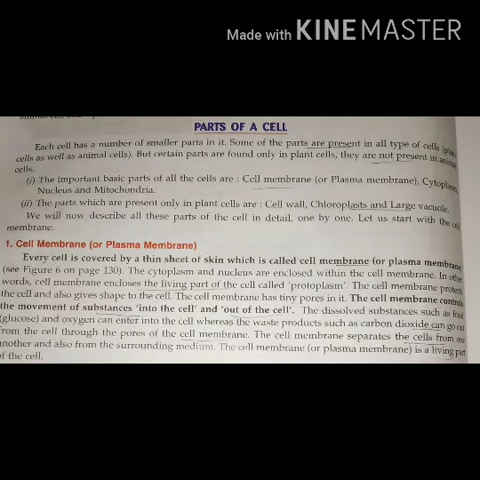 Made with KINEMASTER
PARTS OF A CELL
Each cell has a number of smaller parts in it. Some of the parts are present in all type of cells (plant
cells as well as animal cells). But certain parts are found only in plant cells, they are not present in animal
cells.
(i) The important basic parts of all the cells are : Cell membrane (or Plasma membrane), Cytoplasm,
Nucleus and Mitochondria.
(ii) The parts which are present only in plant cells are : Cell wall, Chloroplasts and Large vacuole.
We will now describe all these parts of the cell in detail, one by one. Let us start with the cell
membrane.
1. Cell Membrane (or Plasma Membrane)
Every cell is covered by a thin sheet of skin which is called cell membrane (or plasma membrane)
(see Figure 6 on page 130). The cytoplasm and nucleus are enclosed within the cell membrane. In other
words, cell membrane encloses the living part of the cell called 'protoplasm'. The cell membrane protects
the cell and also gives shape to the cell. The cell membrane has tiny pores in it. The cell membrane controls
the movement of substances 'into the cell' and 'out of the cell'. The dissolved substances such as food
(glucose) and oxygen can enter into the cell whereas the waste products such as carbon dioxide can go out
from the cell through the pores of the cell membrane. The cell membrane separates the cells from one
nother and also from the surrounding medium. The cell membrane (or plasma membrane) is a living part
of the cell.